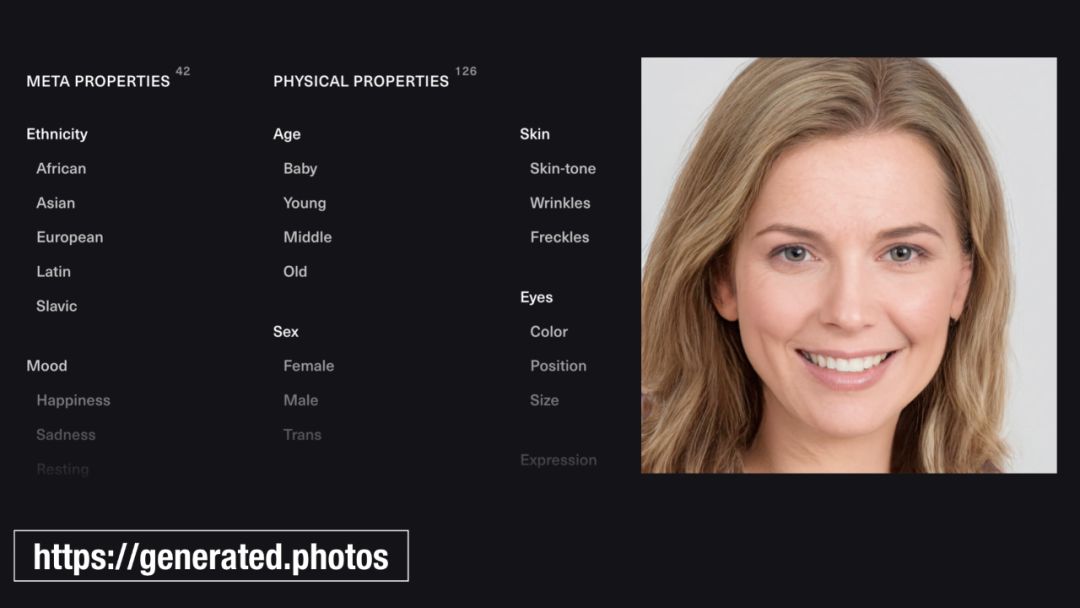 META PROPERTIES 42
Ethnicity
African
Asian
European
Latin
Slavic
Mood
Happiness
Sadness
Resting
PHYSICAL PROPERTIES 126
Age
Baby
Young
Middle
Old
Sex
Female
Male
Trans
Skin
Skin-tone
Wrinkles
Freckles
Eyes
Color
Position
Size
Expression
https://generated.photos